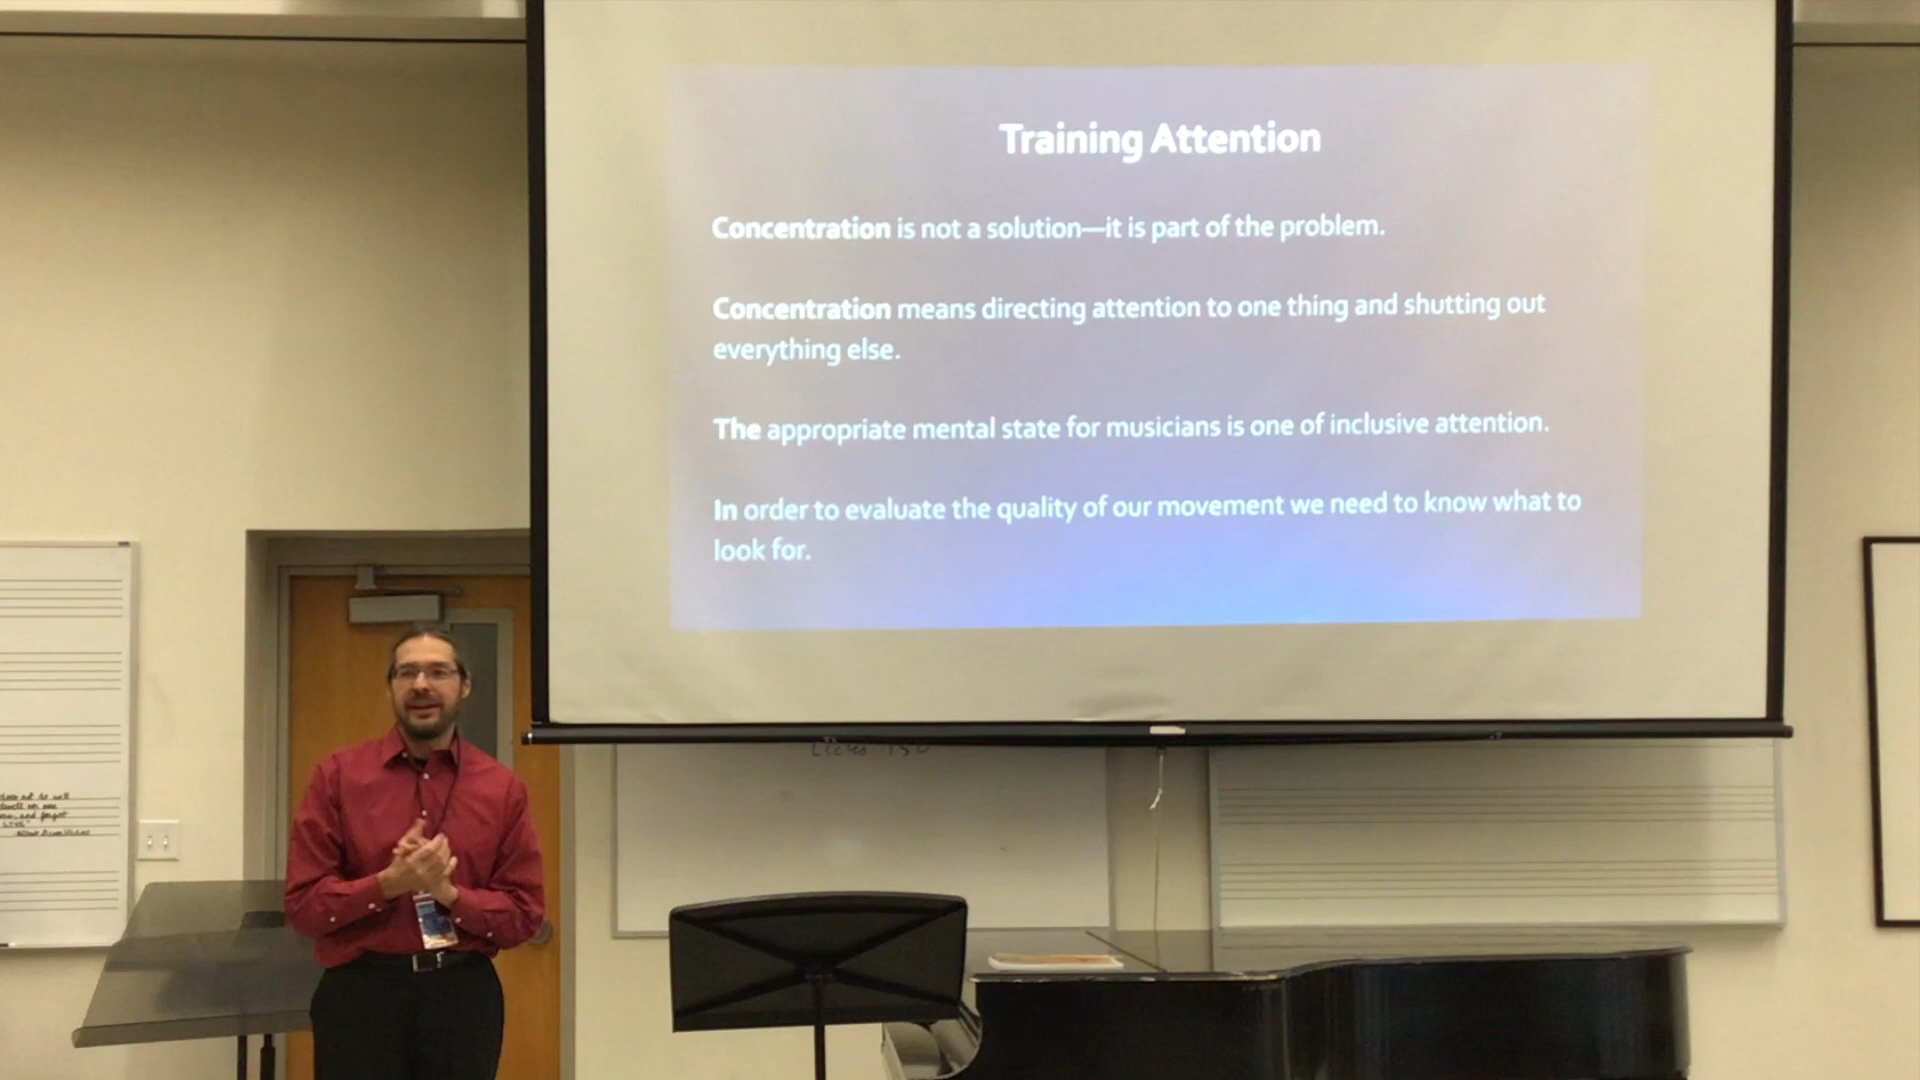 Training Attention
Concentration is not a solution—it is part of the problem.
Concentration means directing attention to one thing and shutting out
everything else.
The appropriate mental state for musicians is one of inclusive attention.
In order to evaluate the quality of our movement we need to know what to
look for.